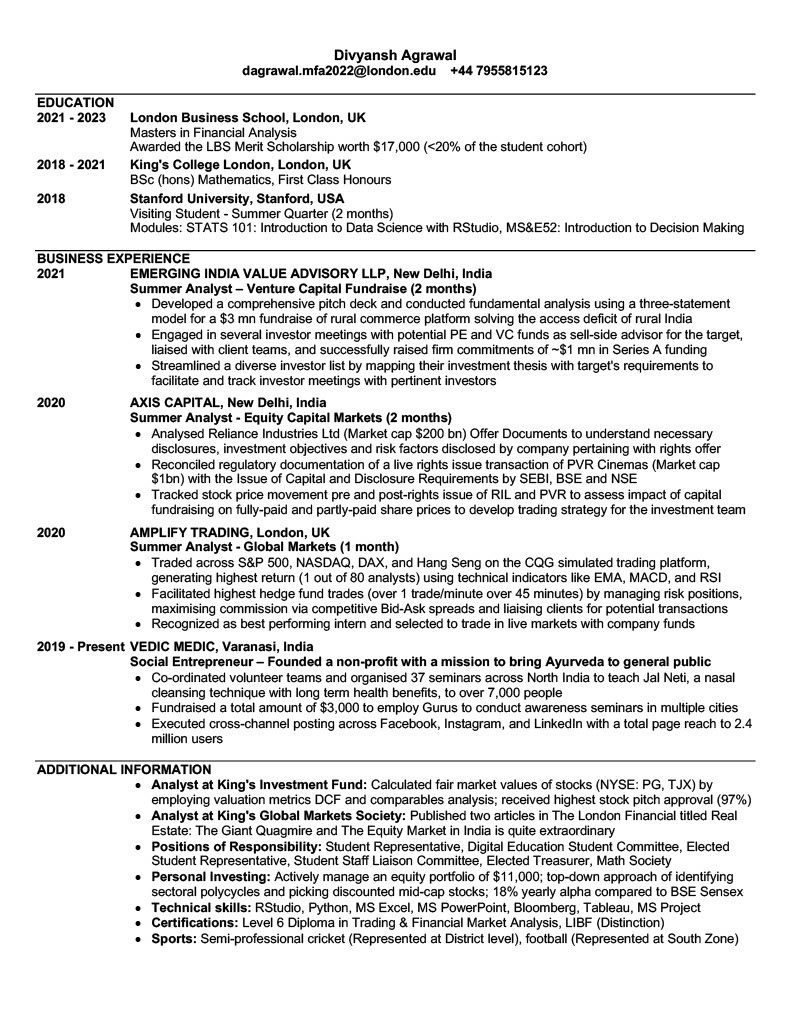 Divyansh Agrawal
dagrawal.mfa2022@london.edu +44 7955815123
EDUCATION
2021 - 2023 London Business School, London, UK
Masters in Financial Analysis
Awarded the LBS Merit Scholarship worth $17,000 (<20% of the student cohort)
2018 - 2021 King's College London, London, UK
BSc (hons) Mathematics, First Class Honours
2018 Stanford University, Stanford, USA
Visiting Student - Summer Quarter (2 months)
Modules: STATS 101: Introduction to Data Science with RStudio, MS&E52: Introduction to Decision Making
BUSINESS EXPERIENCE
2021 EMERGING INDIA VALUE ADVISORY LLP, New Delhi, India
Summer Analyst – Venture Capital Fundraise (2 months)
• Developed a comprehensive pitch deck and conducted fundamental analysis using a three-statement
model for a $3 mn fundraise of rural commerce platform solving the access deficit of rural India
• Engaged in several investor meetings with potential PE and VC funds as sell-side advisor for the target,
liaised with client teams, and successfully raised firm commitments of ~$1 mn in Series A funding
• Streamlined a diverse investor list by mapping their investment thesis with target's requirements to
facilitate and track investor meetings with pertinent investors
2020 AXIS CAPITAL, New Delhi, India
Summer Analyst - Equity Capital Markets (2 months)
• Analysed Reliance Industries Ltd (Market cap $200 bn) Offer Documents to understand necessary
disclosures, investment objectives and risk factors disclosed by company pertaining with rights offer
• Reconciled regulatory documentation of a live rights issue transaction of PVR Cinemas (Market cap
$1bn) with the Issue of Capital and Disclosure Requirements by SEBI, BSE and NSE
• Tracked stock price movement pre and post-rights issue of RIL and PVR to assess impact of capital
fundraising on fully-paid and partly-paid share prices to develop trading strategy for the investment team
2020 AMPLIFY TRADING, London, UK
Summer Analyst - Global Markets (1 month)
• Traded across S&P 500, NASDAQ, DAX, and Hang Seng on the CQG simulated trading platform,
generating highest return (1 out of 80 analysts) using technical indicators like EMA, MACD, and RSI
• Facilitated highest hedge fund trades (over 1 trade/minute over 45 minutes) by managing risk positions,
maximising commission via competitive Bid-Ask spreads and liaising clients for potential transactions
• Recognized as best performing intern and selected to trade in live markets with company funds
2019 - Present VEDIC MEDIC, Varanasi, India
Social Entrepreneur – Founded a non-profit with a mission to bring Ayurveda to general public
• Co-ordinated volunteer teams and organised 37 seminars across North India to teach Jal Neti, a nasal
cleansing technique with long term health benefits, to over 7,000 people
• Fundraised a total amount of $3,000 to employ Gurus to conduct awareness seminars in multiple cities
• Executed cross-channel posting across Facebook, Instagram, and LinkedIn with a total page reach to 2.4
million users
ADDITIONAL INFORMATION
• Analyst at King's Investment Fund: Calculated fair market values of stocks (NYSE: PG, TJX) by
employing valuation metrics DCF and comparables analysis; received highest stock pitch approval (97%)
• Analyst at King's Global Markets Society: Published two articles in The London Financial titled Real
Estate: The Giant Quagmire and The Equity Market in India is quite extraordinary
• Positions of Responsibility: Student Representative, Digital Education Student Committee, Elected
Student Representative, Student Staff Liaison Committee, Elected Treasurer, Math Society
• Personal Investing: Actively manage an equity portfolio of $11,000; top-down approach of identifying
sectoral polycycles and picking discounted mid-cap stocks; 18% yearly alpha compared to BSE Sensex
• Technical skills: RStudio, Python, MS Excel, MS PowerPoint, Bloomberg, Tableau, MS Project
• Certifications: Level 6 Diploma in Trading & Financial Market Analysis, LIBF (Distinction)
• Sports: Semi-professional cricket (Represented at District level), football (Represented at South Zone)